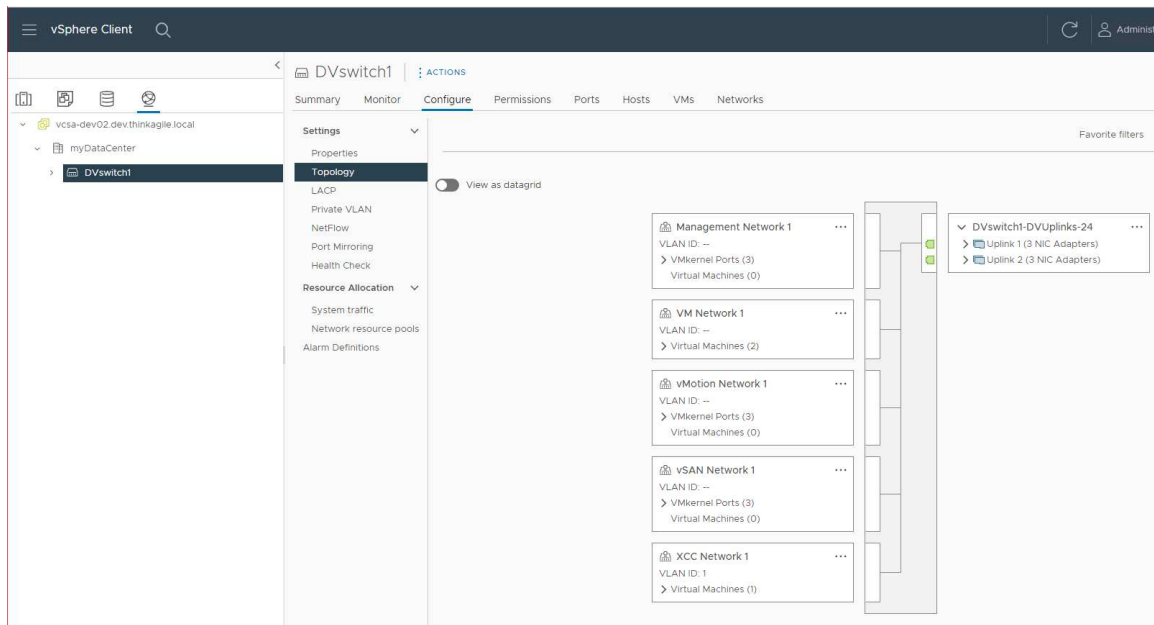 vSphere Client
DVswitch1
ACTIONS
Summary Monitor Configure Permissions Ports Hosts VMs Networks
vcsa-dev02.dev.thinkagile.local
myDataCenter
DVswitch1
Settings
Properties
Topology
LACP
Private VLAN
NetFlow
Port Mirroring
Health Check
Resource Allocation
System traffic
Network resource pools
Alarm Definitions
Favorite filters
View as datagrid
Management Network 1 ...
VLAN ID: --
VMkernel Ports (3)
Virtual Machines (0)
VM Network 1 ...
VLAN ID: --
Virtual Machines (2)
vMotion Network 1 ...
VLAN ID: --
VMkernel Ports (3)
Virtual Machines (0)
vSAN Network 1 ...
VLAN ID: --
VMkernel Ports (3)
Virtual Machines (0)
XCC Network 1 ...
VLAN ID: 1
Virtual Machines (1)
DVswitch1-DVUplinks-24 ...
Uplink 1 (3 NIC Adapters)
Uplink 2 (3 NIC Adapters)